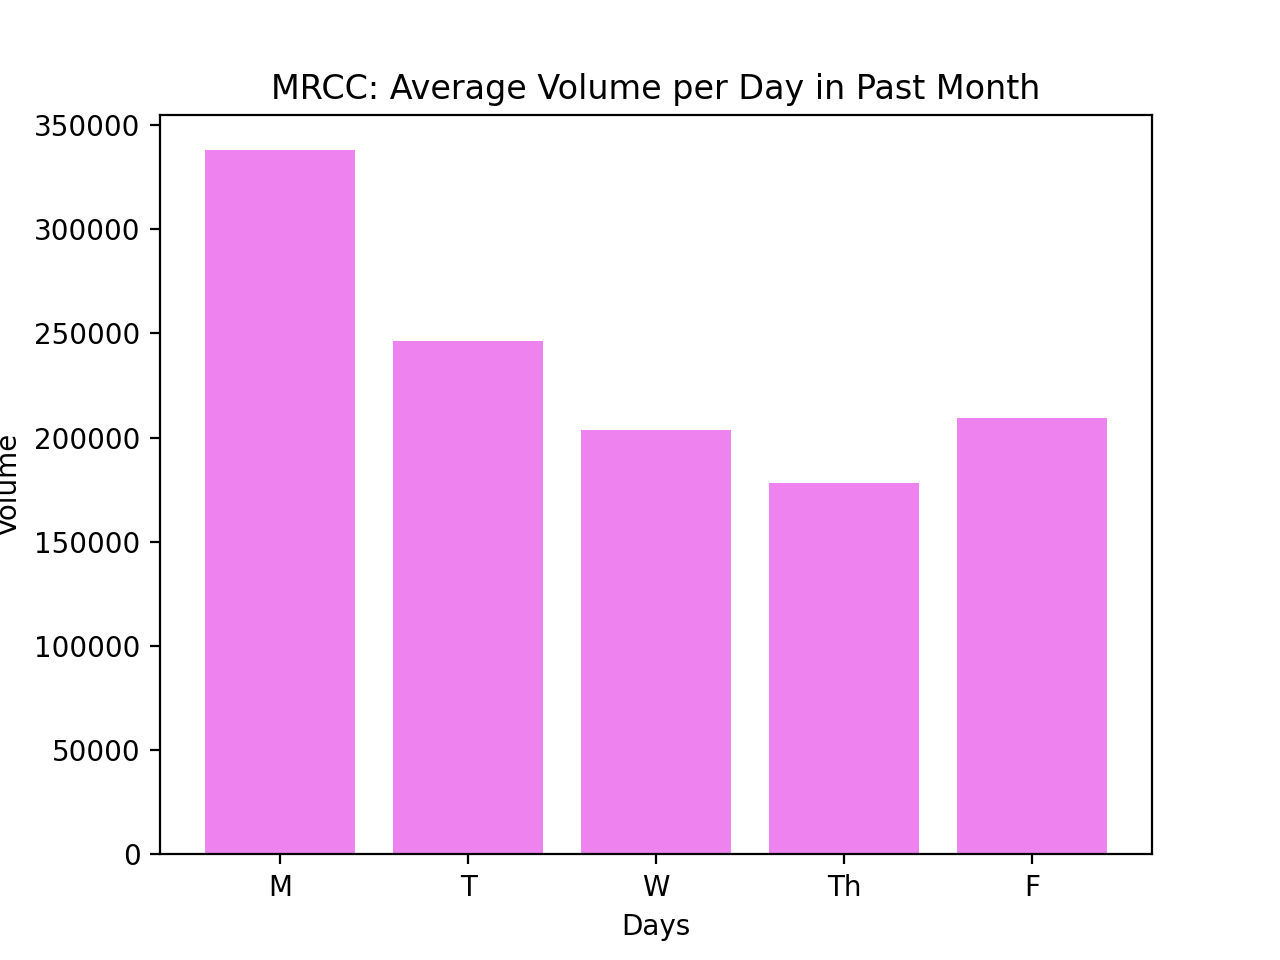 MRCC: Average Volume per Day in Past Month
350000
300000
250000
200000
150000
100000
50000
0
Volume
M T W Th F
Days